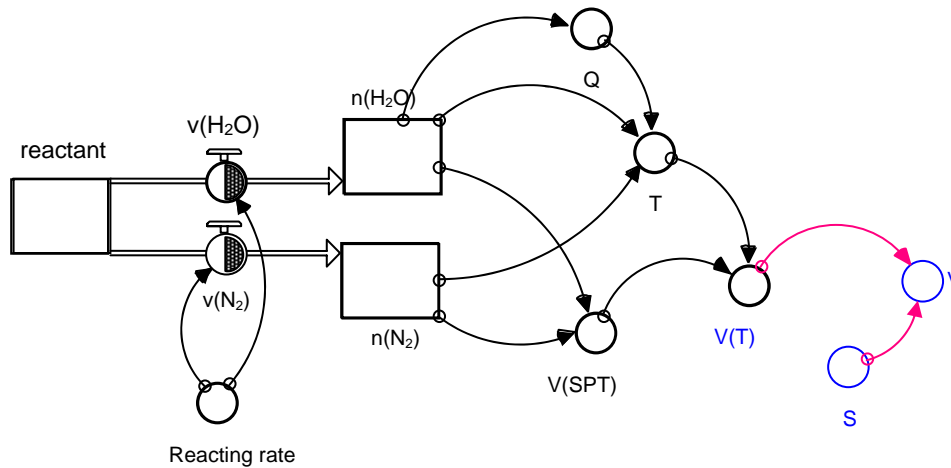 Q
n(H₂O)
v(H₂O)
reactant
T
v(N₂)
n(N₂)
V(T)
V(SPT)
S
Reacting rate